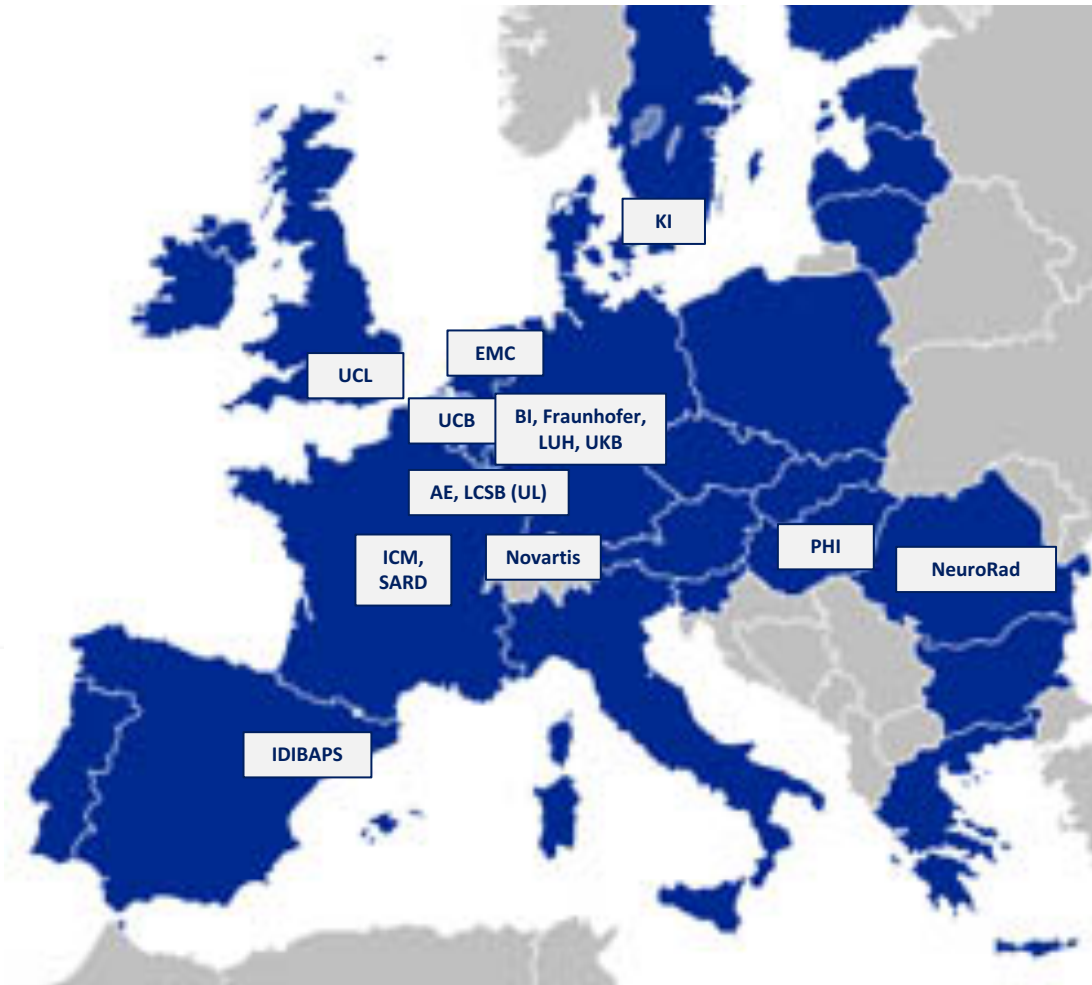 KI
EMC
UCL
UCB
BI, Fraunhofer,
LUH, UKB
AE, LCSB (UL)
ICM,
SARD
Novartis
PHI
NeuroRad
IDIBAPS